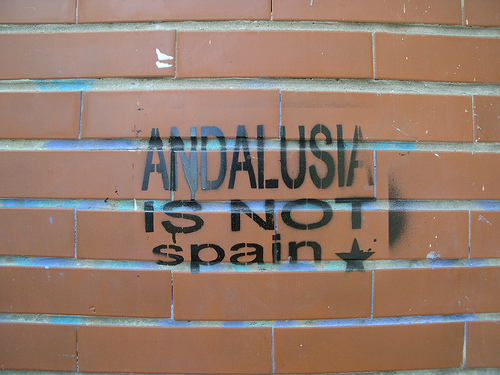 ANDALUSIA
IS NOT
spain